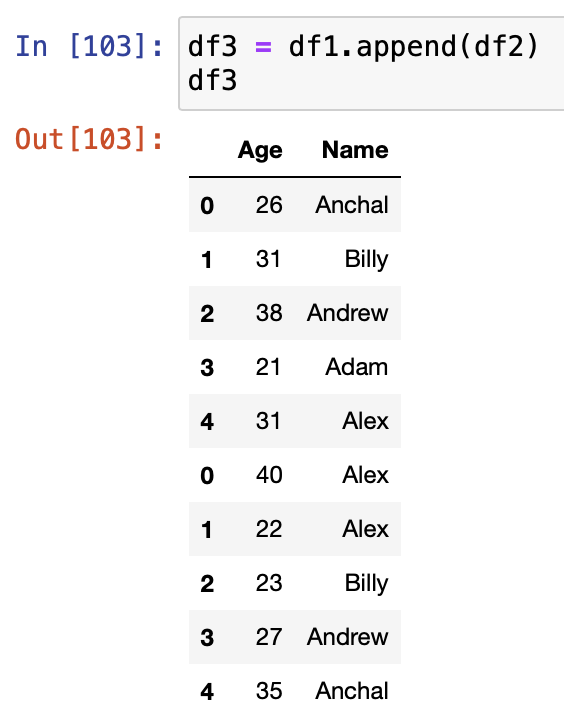 In [103]: df3 = df1.append(df2)
df3
Out[103]:
Age Name
0 26 Anchal
1 31 Billy
2 38 Andrew
3 21 Adam
4 31 Alex
0 40 Alex
1 22 Alex
2 23 Billy
3 27 Andrew
4 35 Anchal